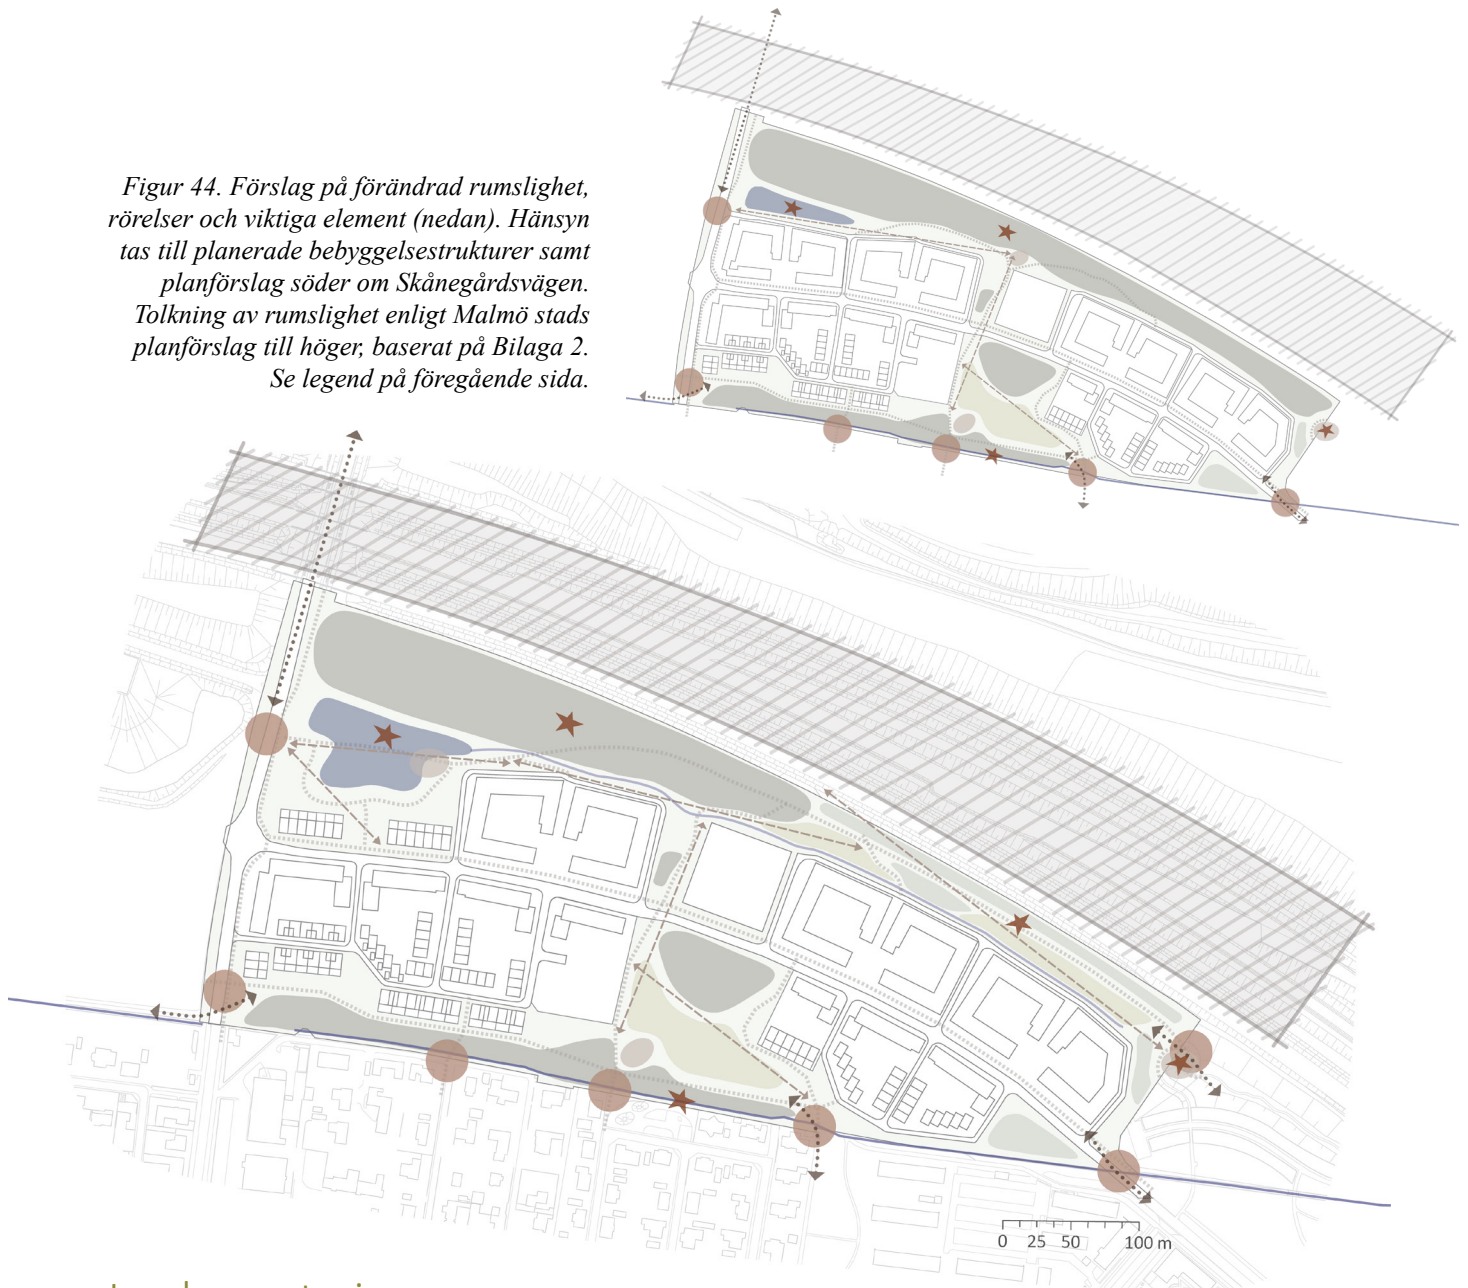 Figur 44. Förslag på förändrad rumslighet,
rörelser och viktiga element (nedan). Hänsyn
tas till planerade bebyggelsestrukturer samt
planförslag söder om Skånegårdsvägen.
Tolkning av rumslighet enligt Malmö stads
planförslag till höger, baserat på Bilaga 2.
Se legend på föregående sida.
0 25 50 100 m